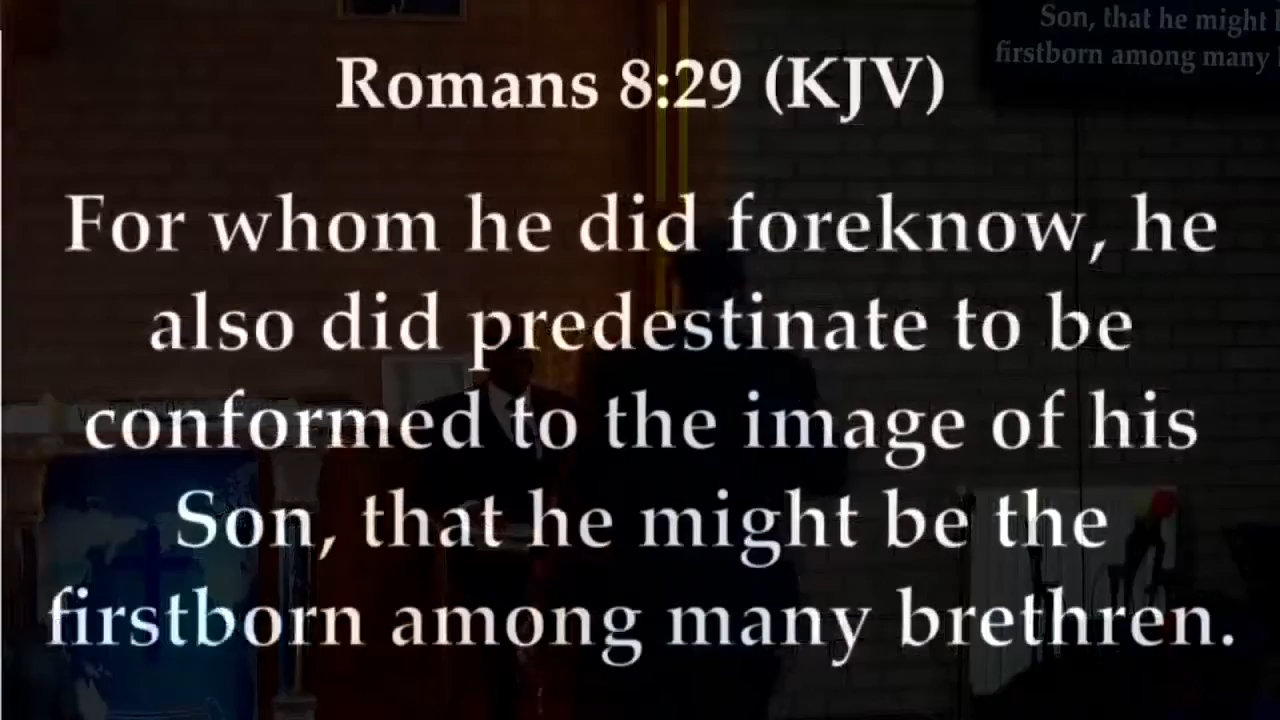 Son, that he might
firstborn among many
Romans 8:29 (KJV)
For whom he did foreknow, he
also did predestinate to be
conformed to the image of his
Son, that he might be the
firstborn among many brethren.